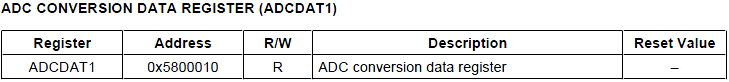 ADC CONVERSION DATA REGISTER (ADCDAT1)
Register Address R/W Description Reset Value
ADCDAT1 0x5800010 R ADC conversion data register –